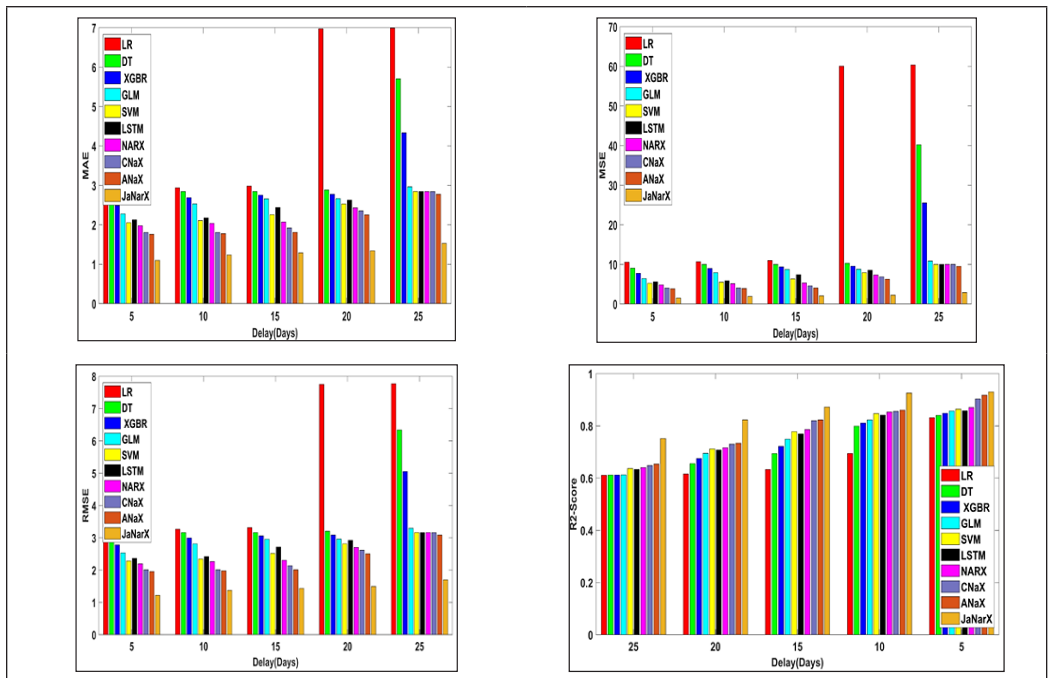 7
6
5
4
3
2
1
0
MAE
LR
DT
XGBR
GLM
SVM
LSTM
NARX
CNaX
ANaX
JaNarX
5 10 15 20 25
Delay(Days)
70
60
50
40
30
20
10
0
MSE
LR
DT
XGBR
GLM
SVM
LSTM
NARX
CNaX
ANaX
JaNarX
5 10 15 20 25
Delay(Days)
8
7
6
5
4
3
2
1
0
RMSE
LR
DT
XGBR
GLM
SVM
LSTM
NARX
CNaX
ANaX
JaNarX
5 10 15 20 25
Delay(Days)
1
0.8
0.6
0.4
0.2
0
R2-Score
LR
DT
XGBR
GLM
SVM
LSTM
NARX
CNaX
ANaX
JaNarX
25 20 15 10 5
Delay(Days)